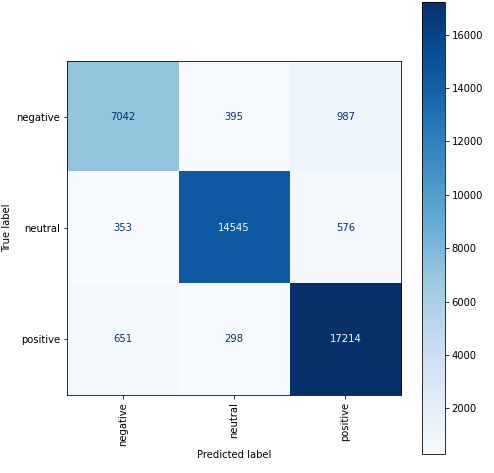 negative 7042 395 987
neutral 353 14545 576
positive 651 298 17214
negative
neutral
positive
True label
Predicted label
16000
14000
12000
10000
8000
6000
4000
2000